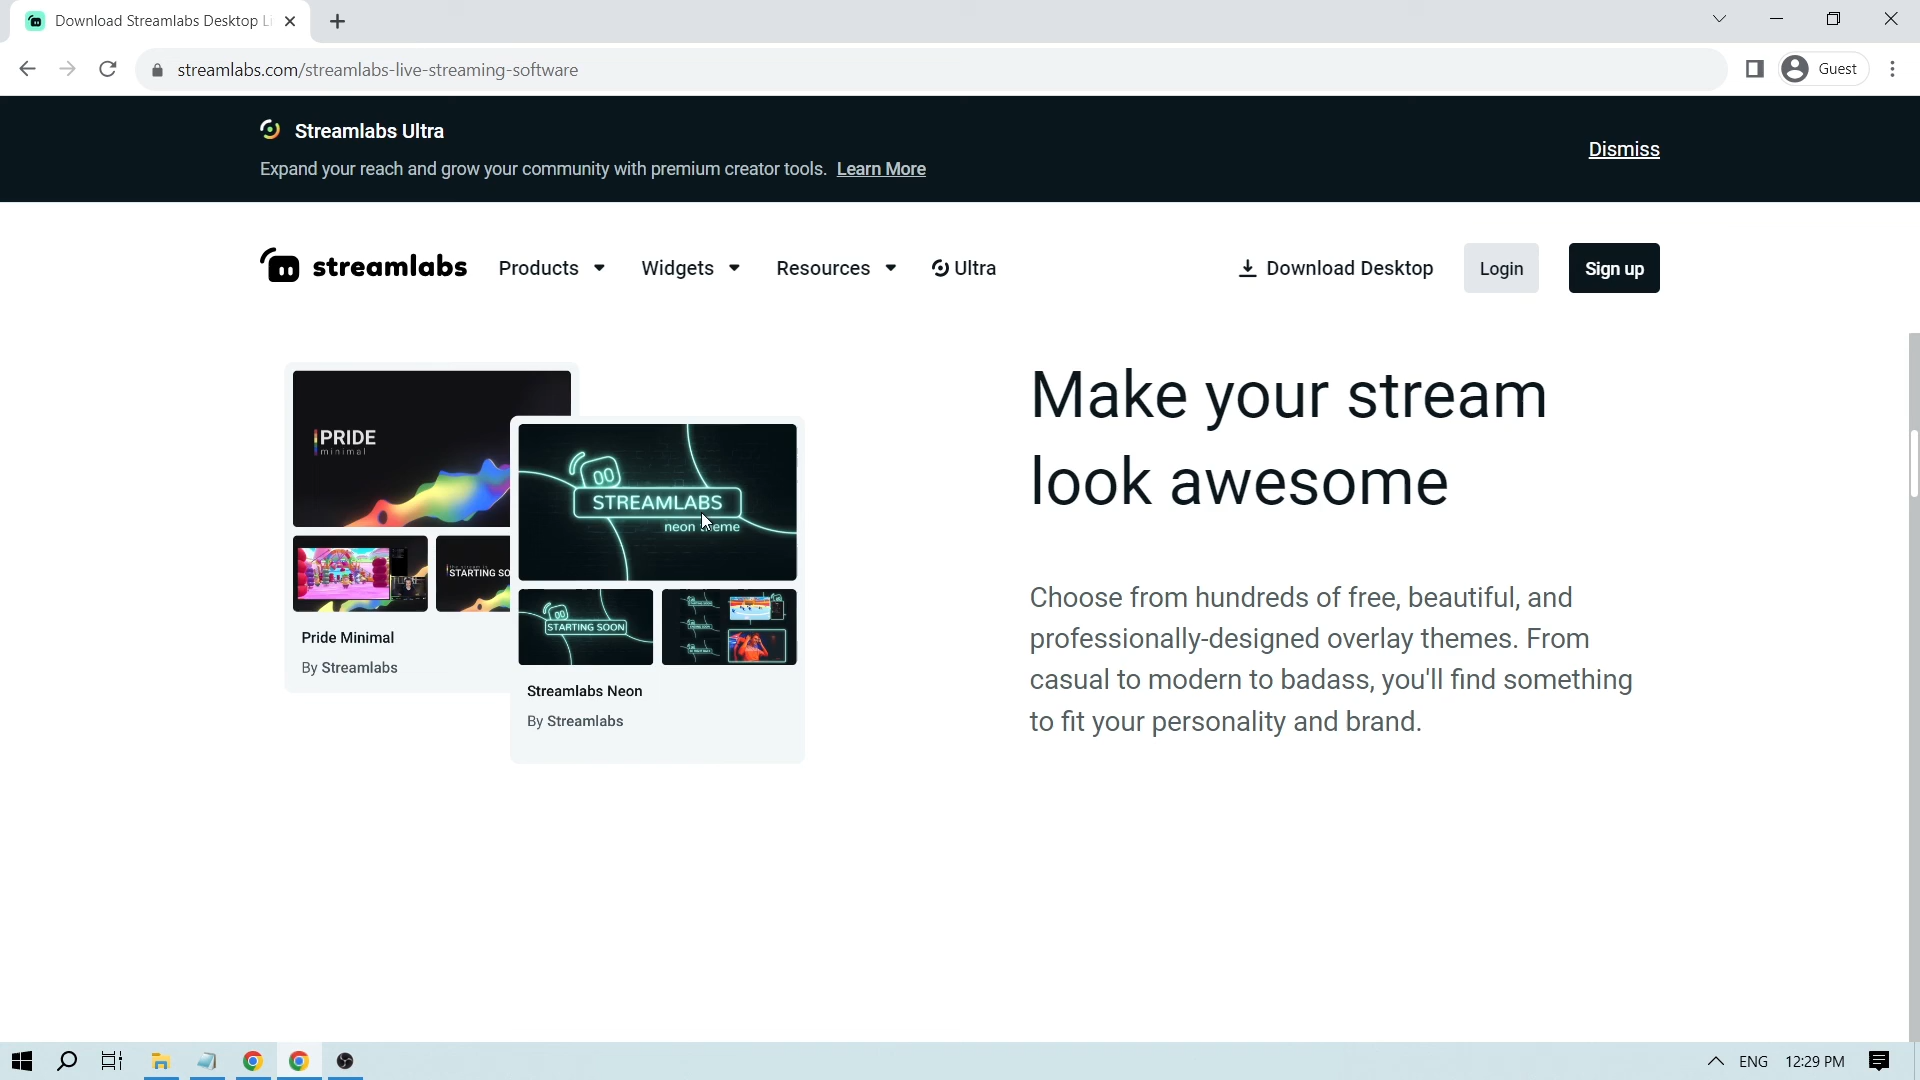 Download Streamlabs Desktop Li
streamlabs.com/streamlabs-live-streaming-software
Guest
Streamlabs Ultra
Expand your reach and grow your community with premium creator tools. Learn More
Dismiss
streamlabs
Products
Widgets
Resources
Ultra
Download Desktop
Login
Sign up
PRIDE
minimal
STARTING SO
Pride Minimal
By Streamlabs
STREAMLABS
neon
STARTING SOON
Streamlabs Neon
By Streamlabs
Make your stream
look awesome
Choose from hundreds of free, beautiful, and
professionally-designed overlay themes. From
casual to modern to badass, you'll find something
to fit your personality and brand.
ENG
12:29 PM